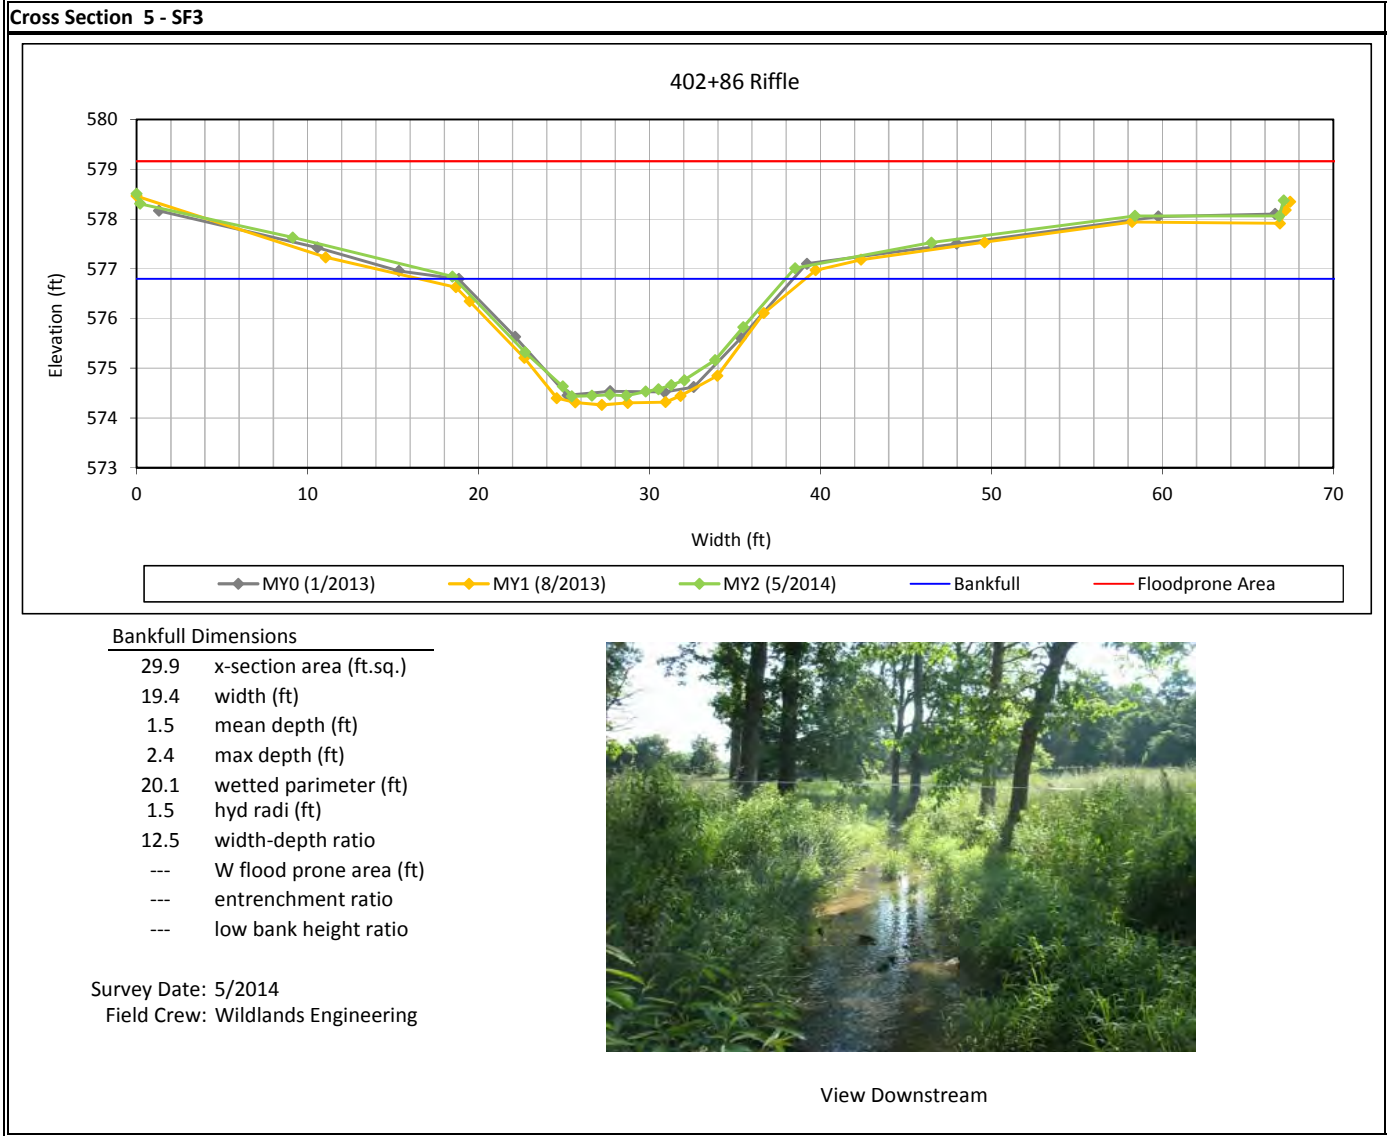 Cross Section 5 - SF3
402+86 Riffle
Elevation (ft)
580
579
578
577
576
575
574
573
0 10 20 30 40 50 60 70
Width (ft)
MY0 (1/2013) MY1 (8/2013) MY2 (5/2014) Bankfull Floodprone Area
Bankfull Dimensions
29.9 x-section area (ft.sq.)
19.4 width (ft)
1.5 mean depth (ft)
2.4 max depth (ft)
20.1 wetted parimeter (ft)
1.5 hyd radi (ft)
12.5 width-depth ratio
--- W flood prone area (ft)
--- entrenchment ratio
--- low bank height ratio
Survey Date: 5/2014
Field Crew: Wildlands Engineering
View Downstream